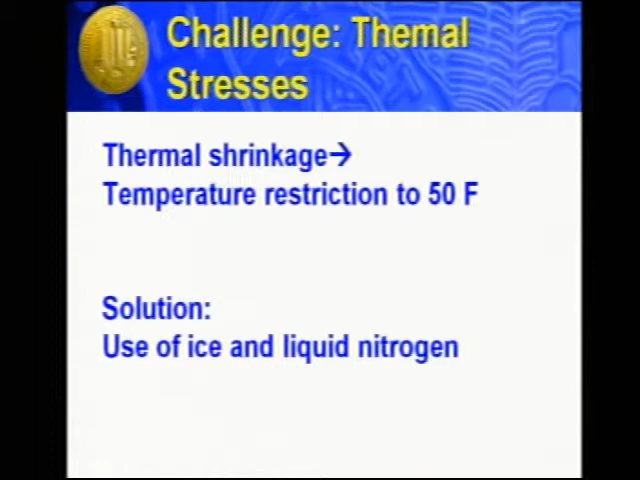 Challenge: Themal
Stresses
Thermal shrinkage→
Temperature restriction to 50 F
Solution:
Use of ice and liquid nitrogen